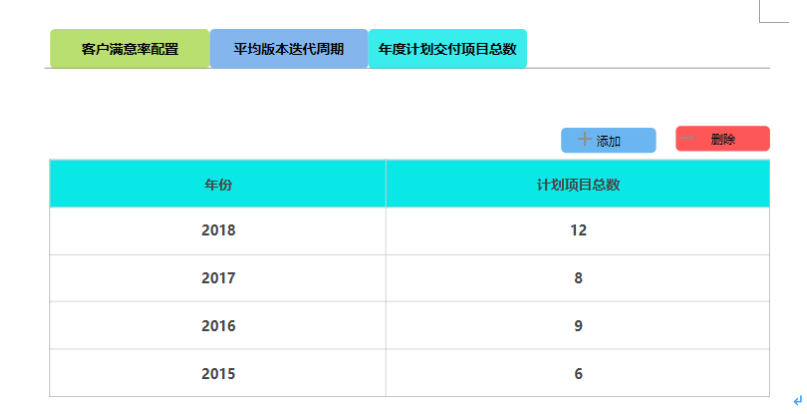 客户满意率配置 平均版本迭代周期 年度计划交付项目总数
添加 删除
年份 计划项目总数
2018 12
2017 8
2016 9
2015 6